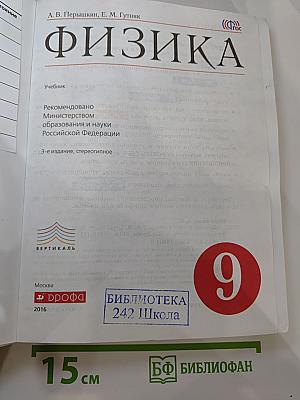 А. В. Перышкин, Е. М. Гутник
ФГОС
ФИЗИКА
Учебник
Рекомендовано
Министерством
образования и науки
Российской Федерации
3-е издание, стереотипное
ВЕРТИКАЛЬ
9
Москва
ДРОФА
2016
БИБЛИОТЕКА
242 Школа
15 см
БФ БИБЛИОФАН